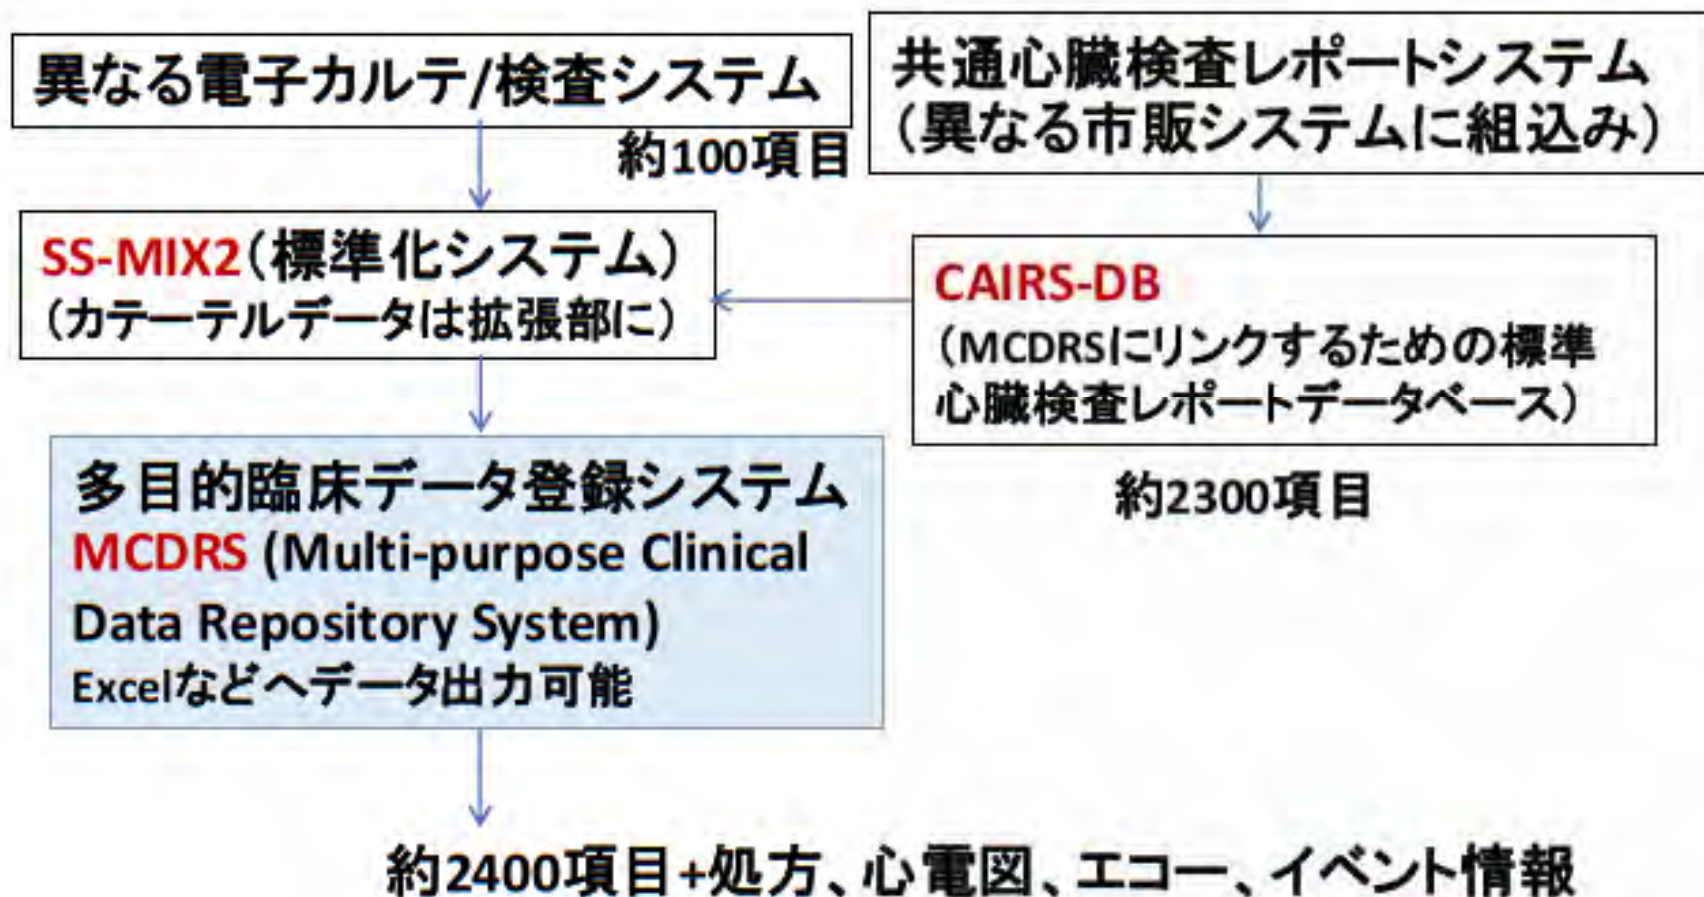 異なる電子カルテ/検査システム
約100項目
共通心臓検査レポートシステム
（異なる市販システムに組込み）
SS-MIX2（標準化システム）
（カテーテルデータは拡張部に）
CAIRS-DB
（MCDRSにリンクするための標準
心臓検査レポートデータベース）
約2300項目
多目的臨床データ登録システム
MCDRS (Multi-purpose Clinical
Data Repository System)
Excelなどへデータ出力可能
約2400項目+処方、心電図、エコー、イベント情報